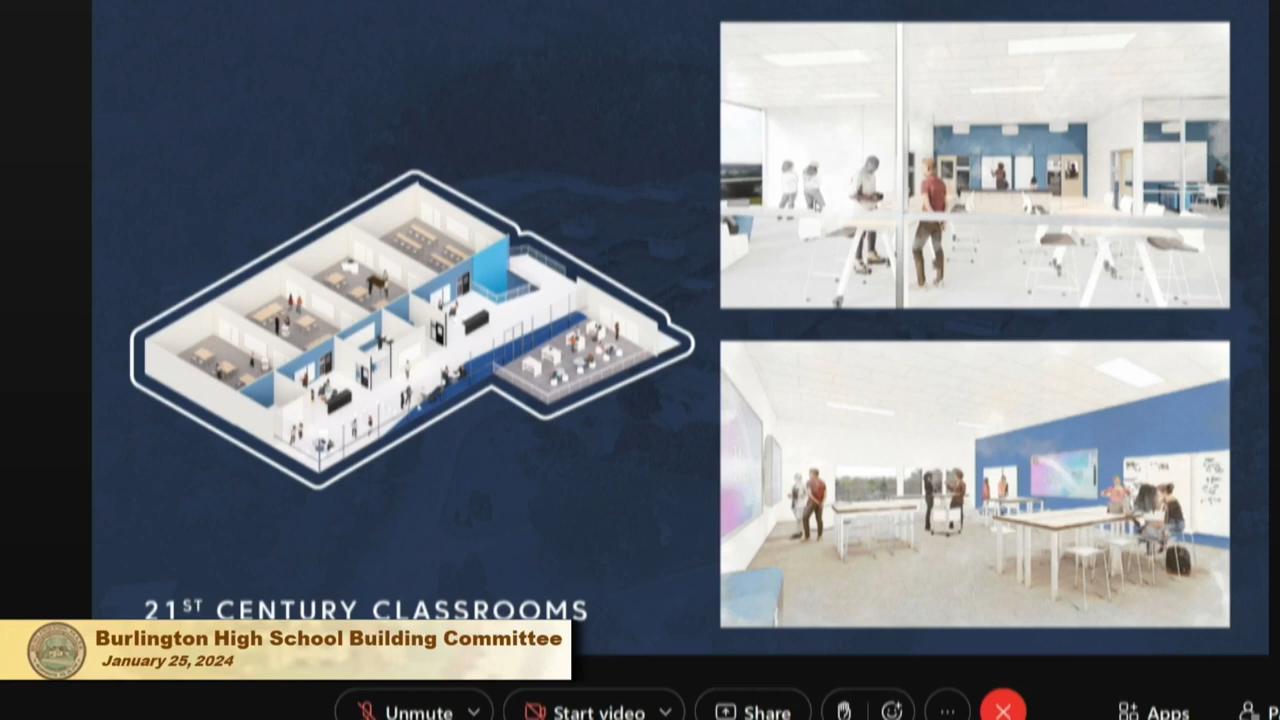 21ST CENTURY CLASSROOMS
Burlington High School Building Committee
January 25, 2024
Unmute
Start video
Share
Apps
P